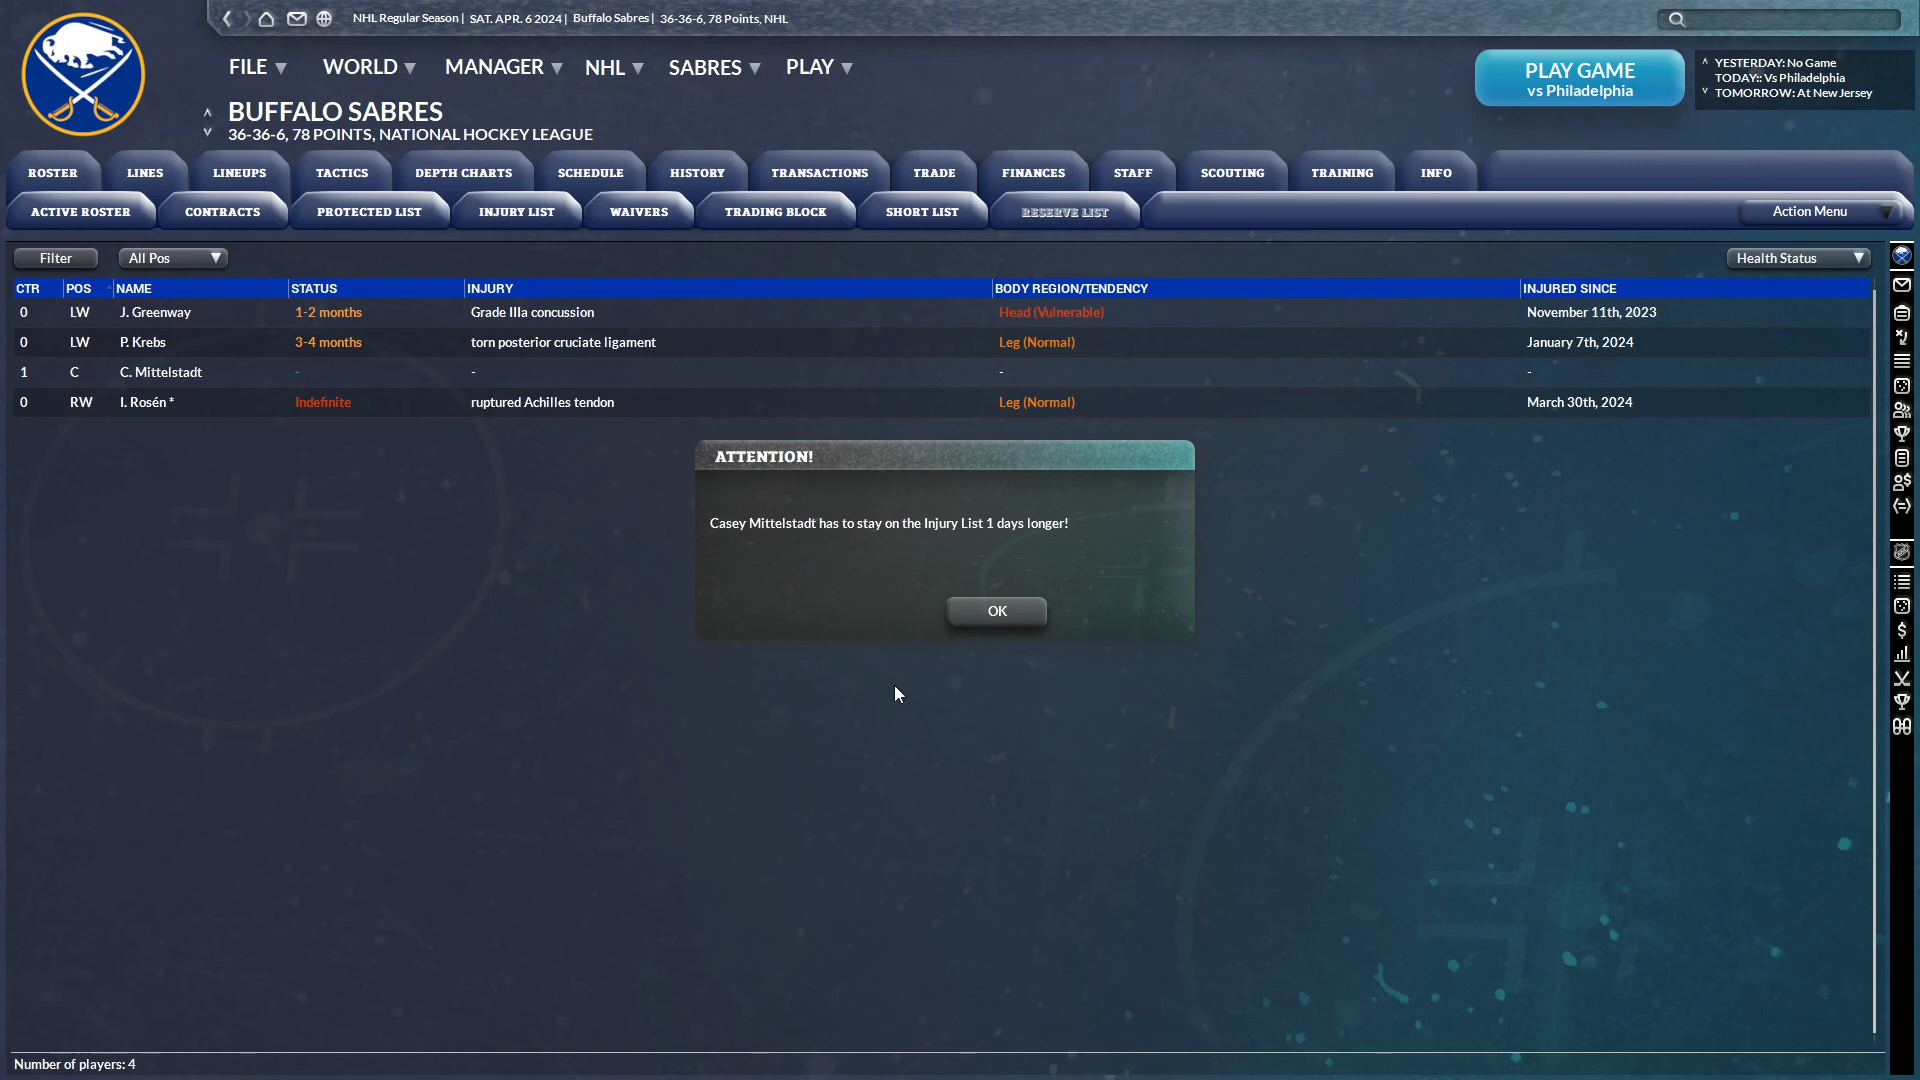 NHL Regular Season | SAT. APR. 6 2024 | Buffalo Sabres | 36-36-6, 78 Points, NHL
FILE ▼ WORLD ▼ MANAGER ▼ NHL ▼ SABRES ▼ PLAY ▼
PLAY GAME
vs Philadelphia
YESTERDAY: No Game
TODAY:: Vs Philadelphia
TOMORROW: At New Jersey
BUFFALO SABRES
36-36-6, 78 POINTS, NATIONAL HOCKEY LEAGUE
ROSTER LINES LINEUPS TACTICS DEPTH CHARTS SCHEDULE HISTORY TRANSACTIONS TRADE FINANCES STAFF SCOUTING TRAINING INFO
ACTIVE ROSTER CONTRACTS PROTECTED LIST INJURY LIST WAIVERS TRADING BLOCK SHORT LIST RESERVE LIST Action Menu ▼
Filter All Pos ▼ Health Status ▼
CTR POS NAME STATUS INJURY BODY REGION/TENDENCY INJURED SINCE
0 LW J. Greenway 1-2 months Grade IIIa concussion Head (Vulnerable) November 11th, 2023
0 LW P. Krebs 3-4 months torn posterior cruciate ligament Leg (Normal) January 7th, 2024
1 C C. Mittelstadt - - - -
0 RW I. Rosén * Indefinite ruptured Achilles tendon Leg (Normal) March 30th, 2024
ATTENTION!
Casey Mittelstadt has to stay on the Injury List 1 days longer!
OK
Number of players: 4